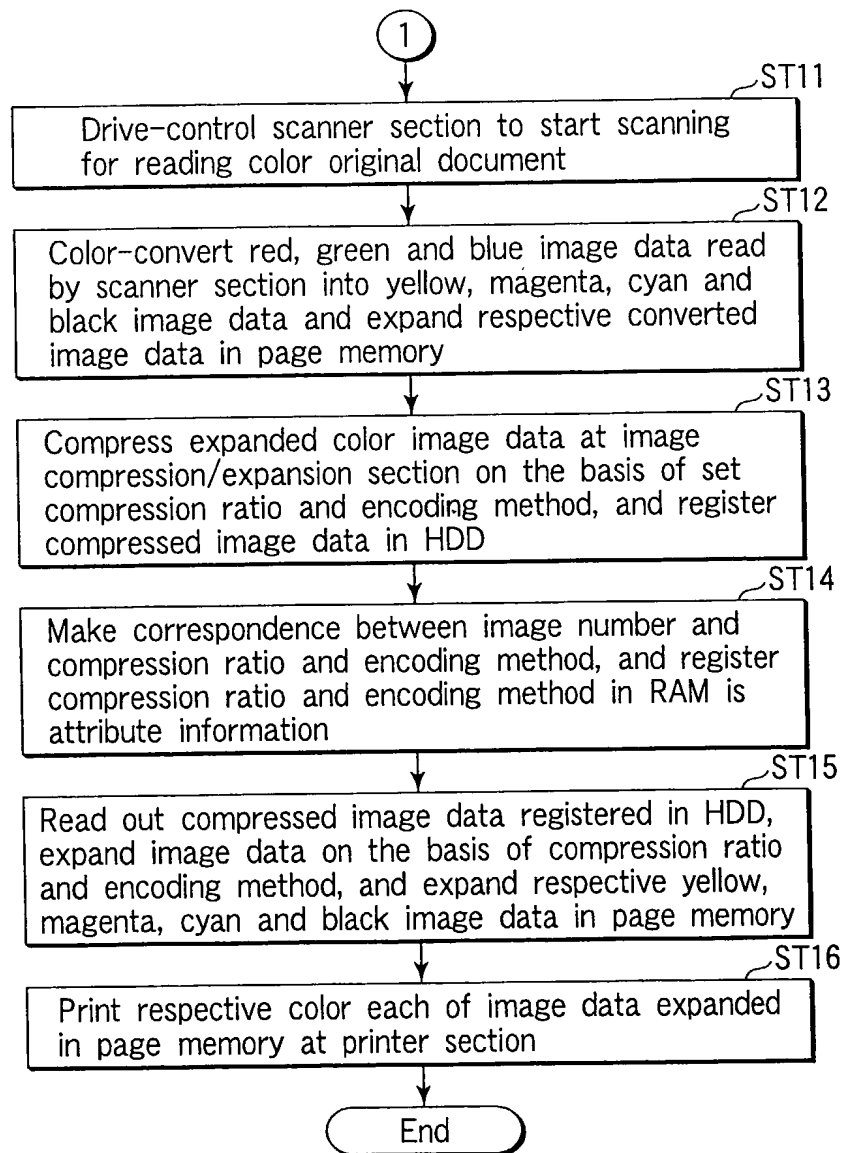 1
ST11
Drive-control scanner section to start scanning
for reading color original document
ST12
Color-convert red, green and blue image data read
by scanner section into yellow, magenta, cyan and
black image data and expand respective converted
image data in page memory
ST13
Compress expanded color image data at image
compression/expansion section on the basis of set
compression ratio and encoding method, and register
compressed image data in HDD
ST14
Make correspondence between image number and
compression ratio and encoding method, and register
compression ratio and encoding method in RAM is
attribute information
ST15
Read out compressed image data registered in HDD,
expand image data on the basis of compression ratio
and encoding method, and expand respective yellow,
magenta, cyan and black image data in page memory
ST16
Print respective color each of image data expanded
in page memory at printer section
End